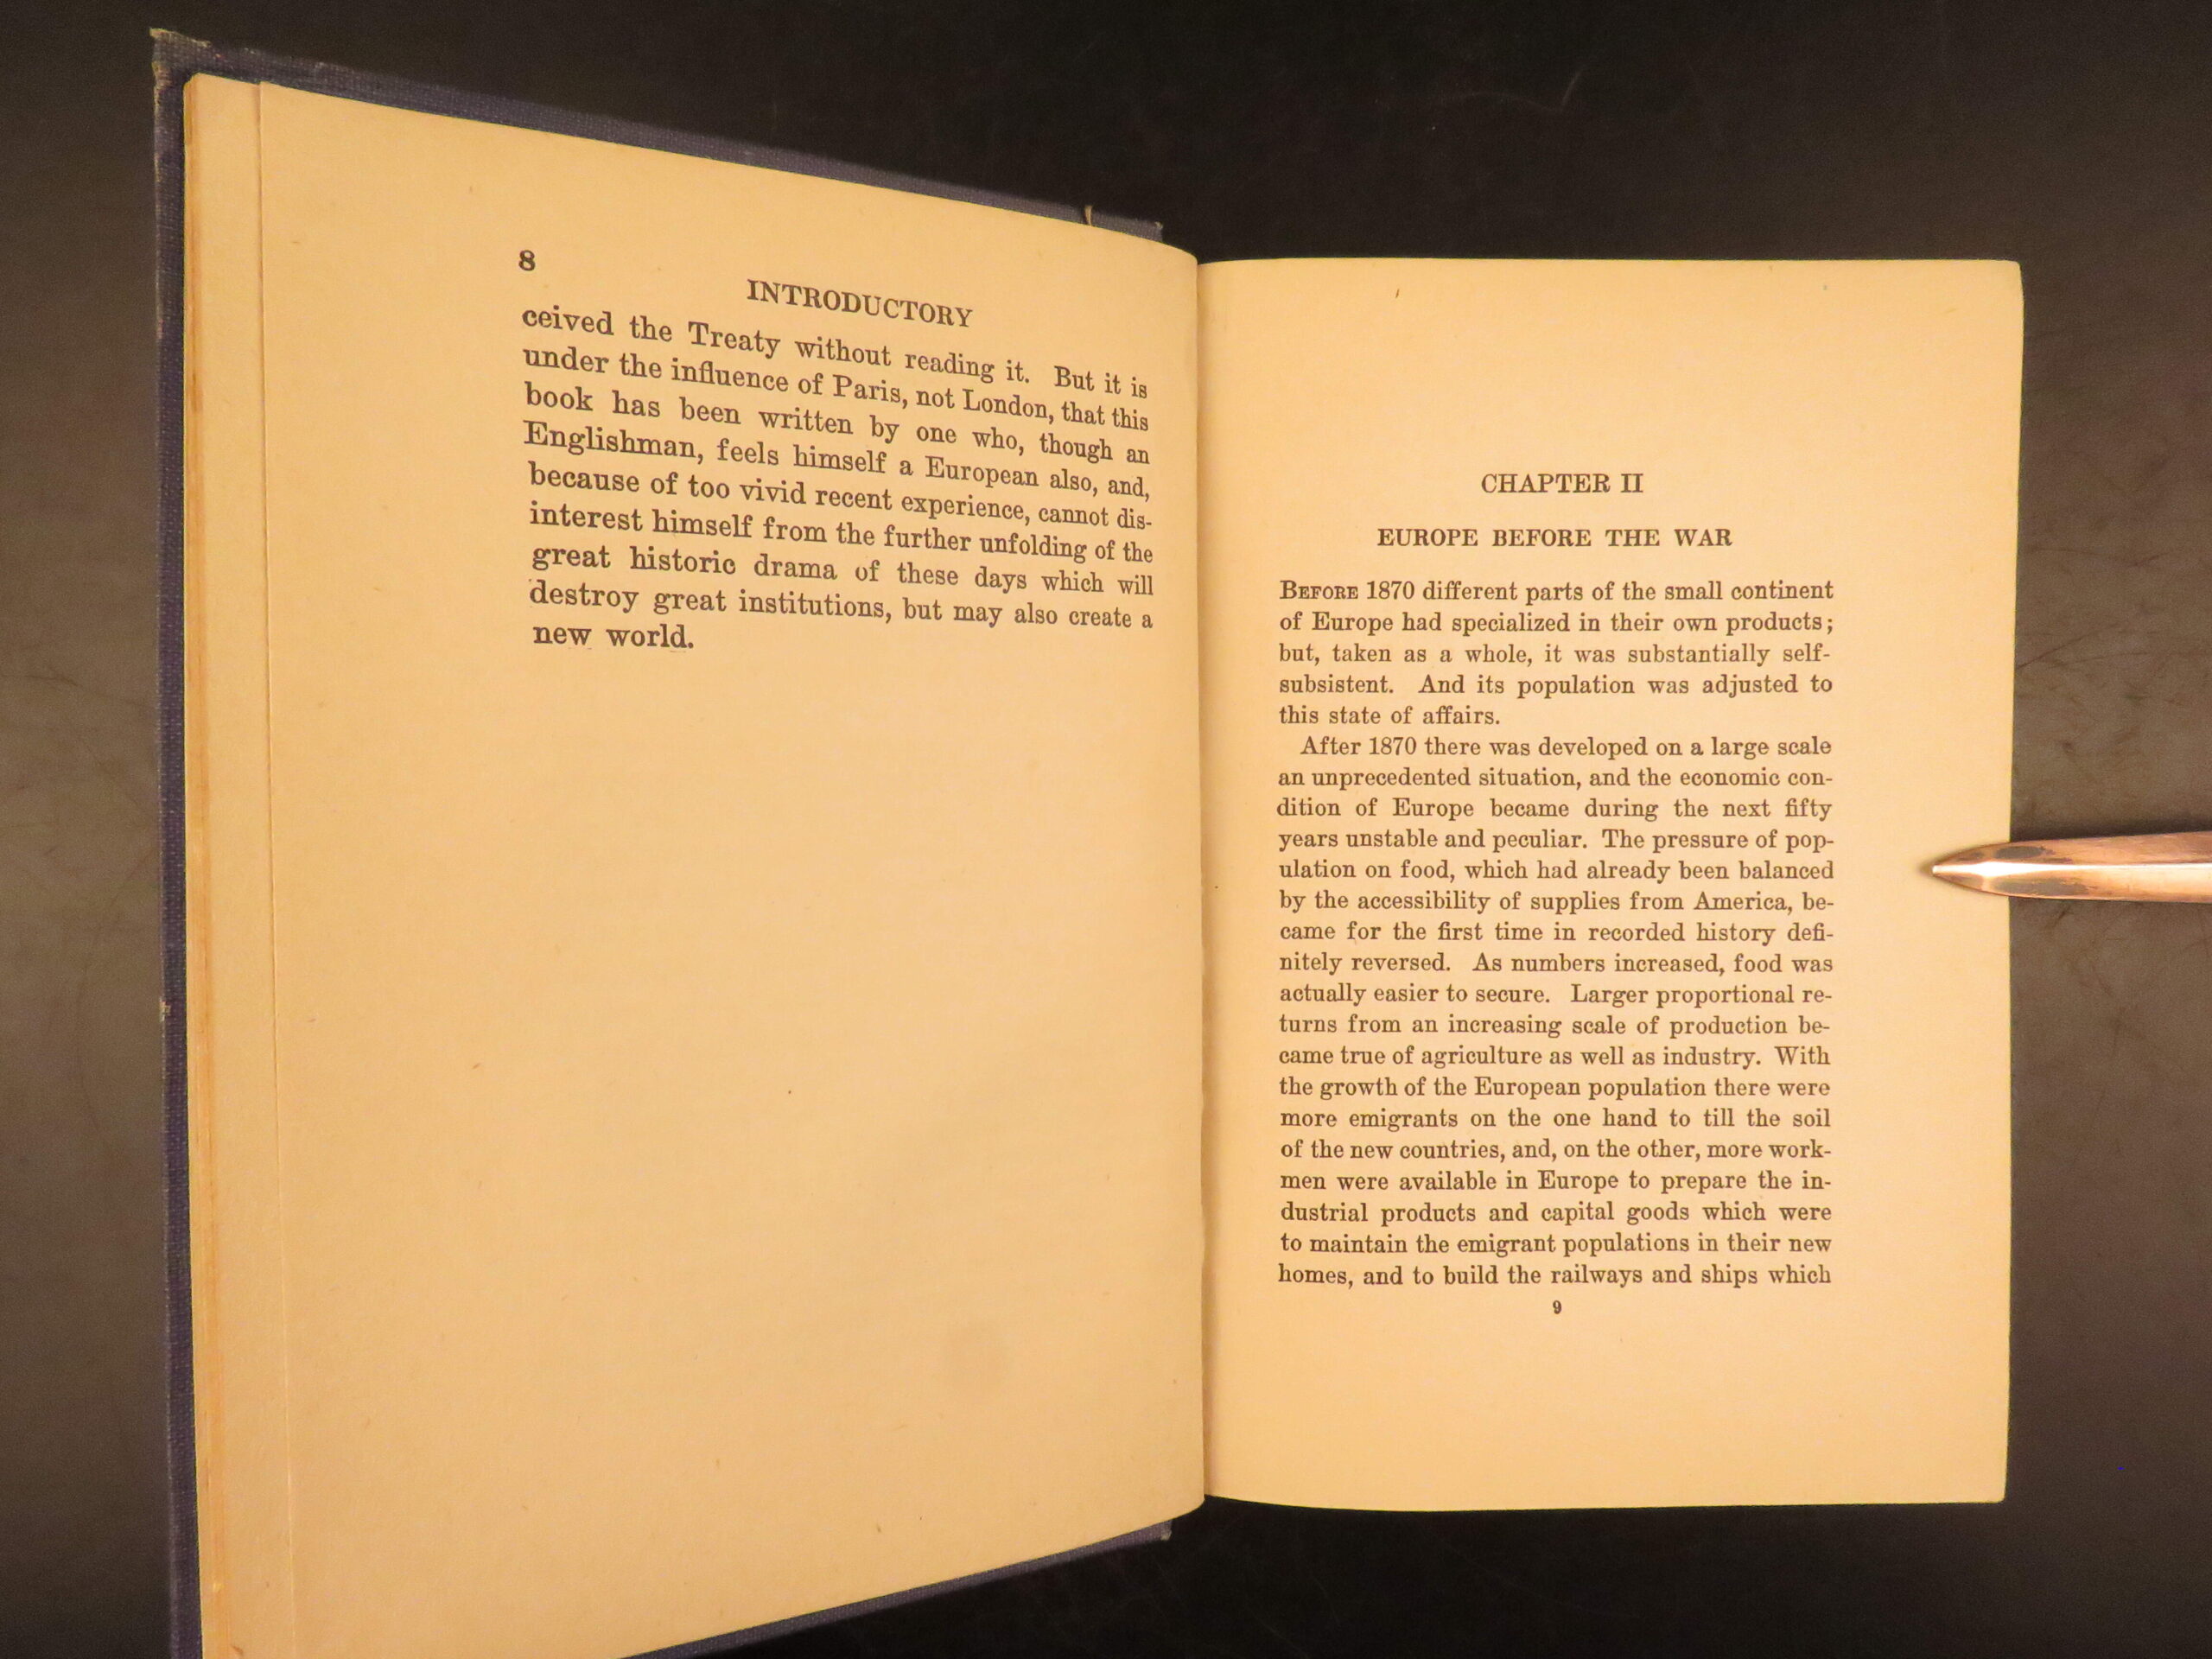 8
INTRODUCTORY
ceived the Treaty without reading it. But it is
under the influence of Paris, not London, that this
book has been written by one who, though an
Englishman, feels himself a European also, and,
because of too vivid recent experience, cannot dis-
interest himself from the further unfolding of the
great historic drama of these days which will
destroy great institutions, but may also create a
new world.
CHAPTER II
EUROPE BEFORE THE WAR
BEFORE 1870 different parts of the small continent
of Europe had specialized in their own products;
but, taken as a whole, it was substantially self-
subsistent. And its population was adjusted to
this state of affairs.
After 1870 there was developed on a large scale
an unprecedented situation, and the economic con-
dition of Europe became during the next fifty
years unstable and peculiar. The pressure of pop-
ulation on food, which had already been balanced
by the accessibility of supplies from America, be-
came for the first time in recorded history defi-
nitely reversed. As numbers increased, food was
actually easier to secure. Larger proportional re-
turns from an increasing scale of production be-
came true of agriculture as well as industry. With
the growth of the European population there were
more emigrants on the one hand to till the soil
of the new countries, and, on the other, more work-
men were available in Europe to prepare the in-
dustrial products and capital goods which were
to maintain the emigrant populations in their new
homes, and to build the railways and ships which
9